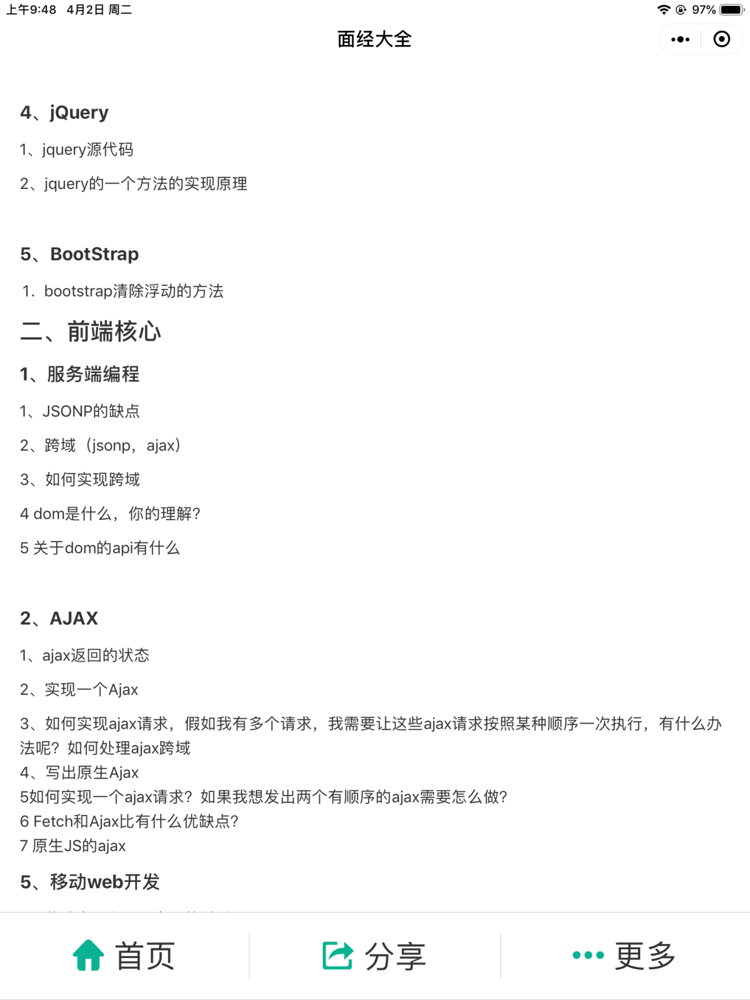 上午9:48 4月2日 周二
97%
面经大全
4、jQuery
1、jquery源代码
2、jquery的一个方法的实现原理
5、BootStrap
1. bootstrap清除浮动的方法
二、前端核心
1、服务端编程
1、JSONP的缺点
2、跨域（jsonp，ajax）
3、如何实现跨域
4 dom是什么，你的理解？
5 关于dom的api有什么
2、AJAX
1、ajax返回的状态
2、实现一个Ajax
3、如何实现ajax请求，假如我有多个请求，我需要让这些ajax请求按照某种顺序一次执行，有什么办
法呢？如何处理ajax跨域
4、写出原生Ajax
5如何实现一个ajax请求？如果我想发出两个有顺序的ajax需要怎么做？
6 Fetch和Ajax比有什么优缺点？
7 原生JS的ajax
5、移动web开发
首页
分享
更多